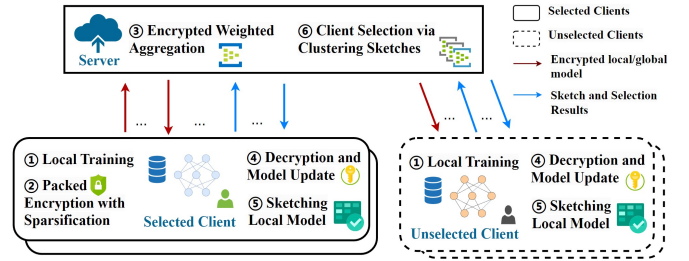 ③ Encrypted Weighted
Aggregation
Server
⑥ Client Selection via
Clustering Sketches
Selected Clients
Unselected Clients
Encrypted local/global
model
Sketch and Selection
Results
... ... ...
... ...
① Local Training
② Packed
Encryption with
Sparsification
Selected Client
④ Decryption and
Model Update
⑤ Sketching
Local Model
① Local Training
Unselected Client
④ Decryption and
Model Update
⑤ Sketching
Local Model